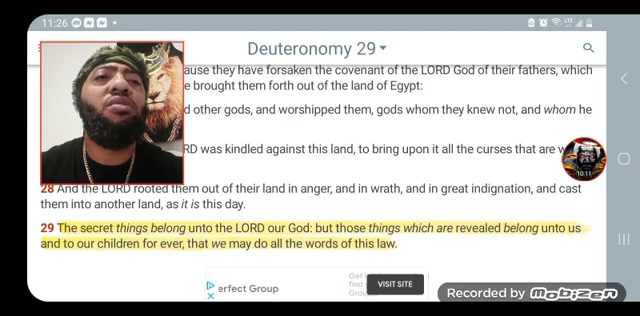 11:26
LTE
Deuteronomy 29
ause they have forsaken the covenant of the LORD God of their fathers, which
e brought them forth out of the land of Egypt:
d other gods, and worshipped them, gods whom they knew not, and whom he
RD was kindled against this land, to bring upon it all the curses that are
10:11
28 And the LORD rooted them out of their land in anger, and in wrath, and in great indignation, and cast
them into another land, as it is this day.
29 The secret things belong unto the LORD our God: but those things which are revealed belong unto us
and to our children for ever, that we may do all the words of this law.
erfect Group
Get
find
Grou
VISIT SITE
Recorded by Mobizen